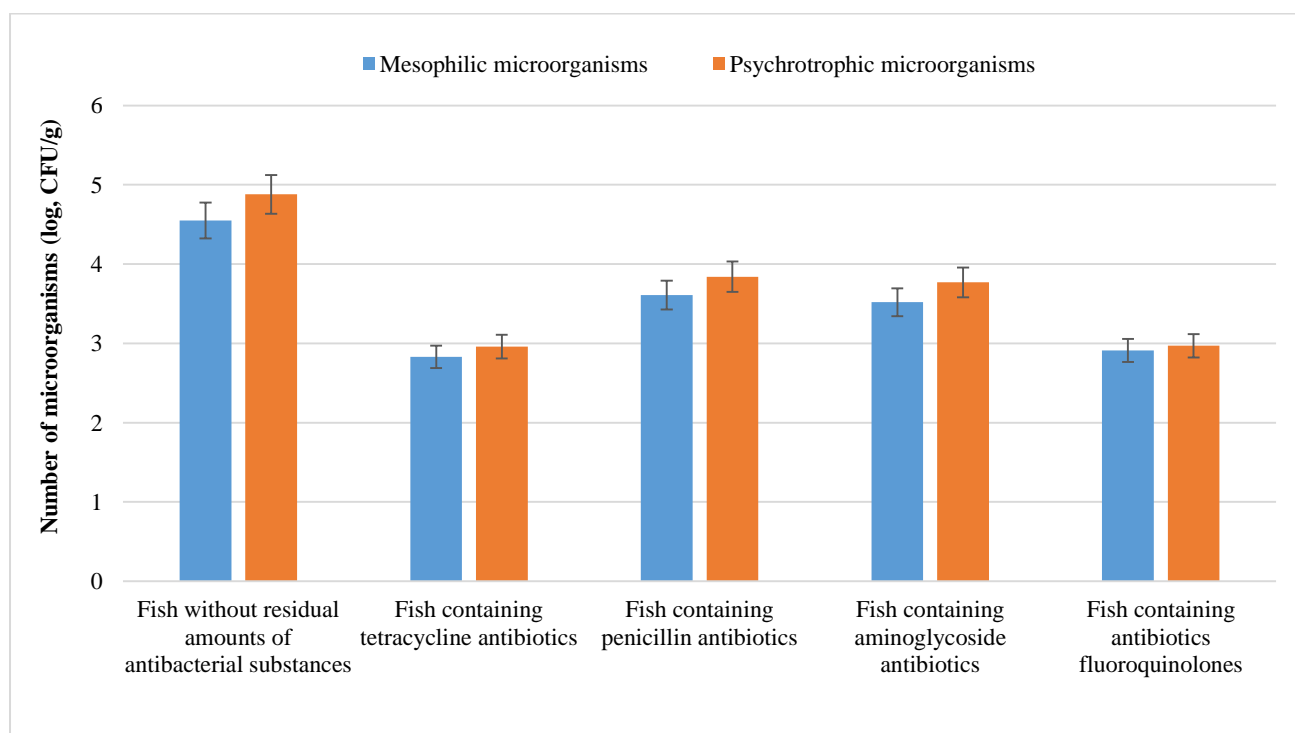 Mesophilic microorganisms
Psychrotrophic microorganisms
Number of microorganisms (log, CFU/g)
6
5
4
3
2
1
0
Fish without residual
amounts of
antibacterial substances
Fish containing
tetracycline antibiotics
Fish containing
penicillin antibiotics
Fish containing
aminoglycoside
antibiotics
Fish containing
antibiotics
fluoroquinolones